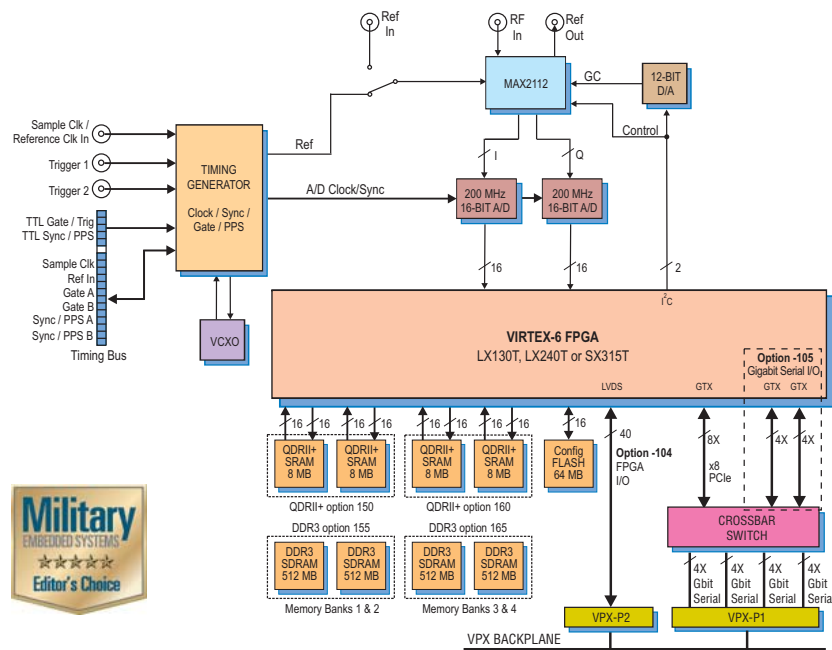 Ref
In
RF
In
Ref
Out
MAX2112
GC
12-BIT
D/A
Control
Sample Clk /
Reference Clk In
Trigger 1
Trigger 2
TTL Gate / Trig
TTL Sync / PPS
Sample Clk
Ref In
Gate A
Gate B
Sync / PPS A
Sync / PPS B
Timing Bus
TIMING
GENERATOR
Clock / Sync /
Gate / PPS
VCXO
Ref
A/D Clock/Sync
I
Q
200 MHz
16-BIT A/D
200 MHz
16-BIT A/D
16
16
2
I²C
VIRTEX-6 FPGA
LX130T, LX240T or SX315T
LVDS
GTX
Option -105
Gigabit Serial I/O
GTX
GTX
16
16
16
16
16
16
16
16
16
40
8X
4X
4X
QDRII+
SRAM
8 MB
QDRII+
SRAM
8 MB
QDRII+ option 150
QDRII+
SRAM
8 MB
QDRII+
SRAM
8 MB
QDRII+ option 160
Config
FLASH
64 MB
Option -104
FPGA
I/O
x8
PCIe
CROSSBAR
SWITCH
DDR3 option 155
DDR3
SDRAM
512 MB
DDR3
SDRAM
512 MB
Memory Banks 1 & 2
DDR3 option 165
DDR3
SDRAM
512 MB
DDR3
SDRAM
512 MB
Memory Banks 3 & 4
4X
Gbit
Serial
4X
Gbit
Serial
4X
Gbit
Serial
4X
Gbit
Serial
VPX-P2
VPX-P1
VPX BACKPLANE
Military
EMBEDDED SYSTEMS
Editor's Choice